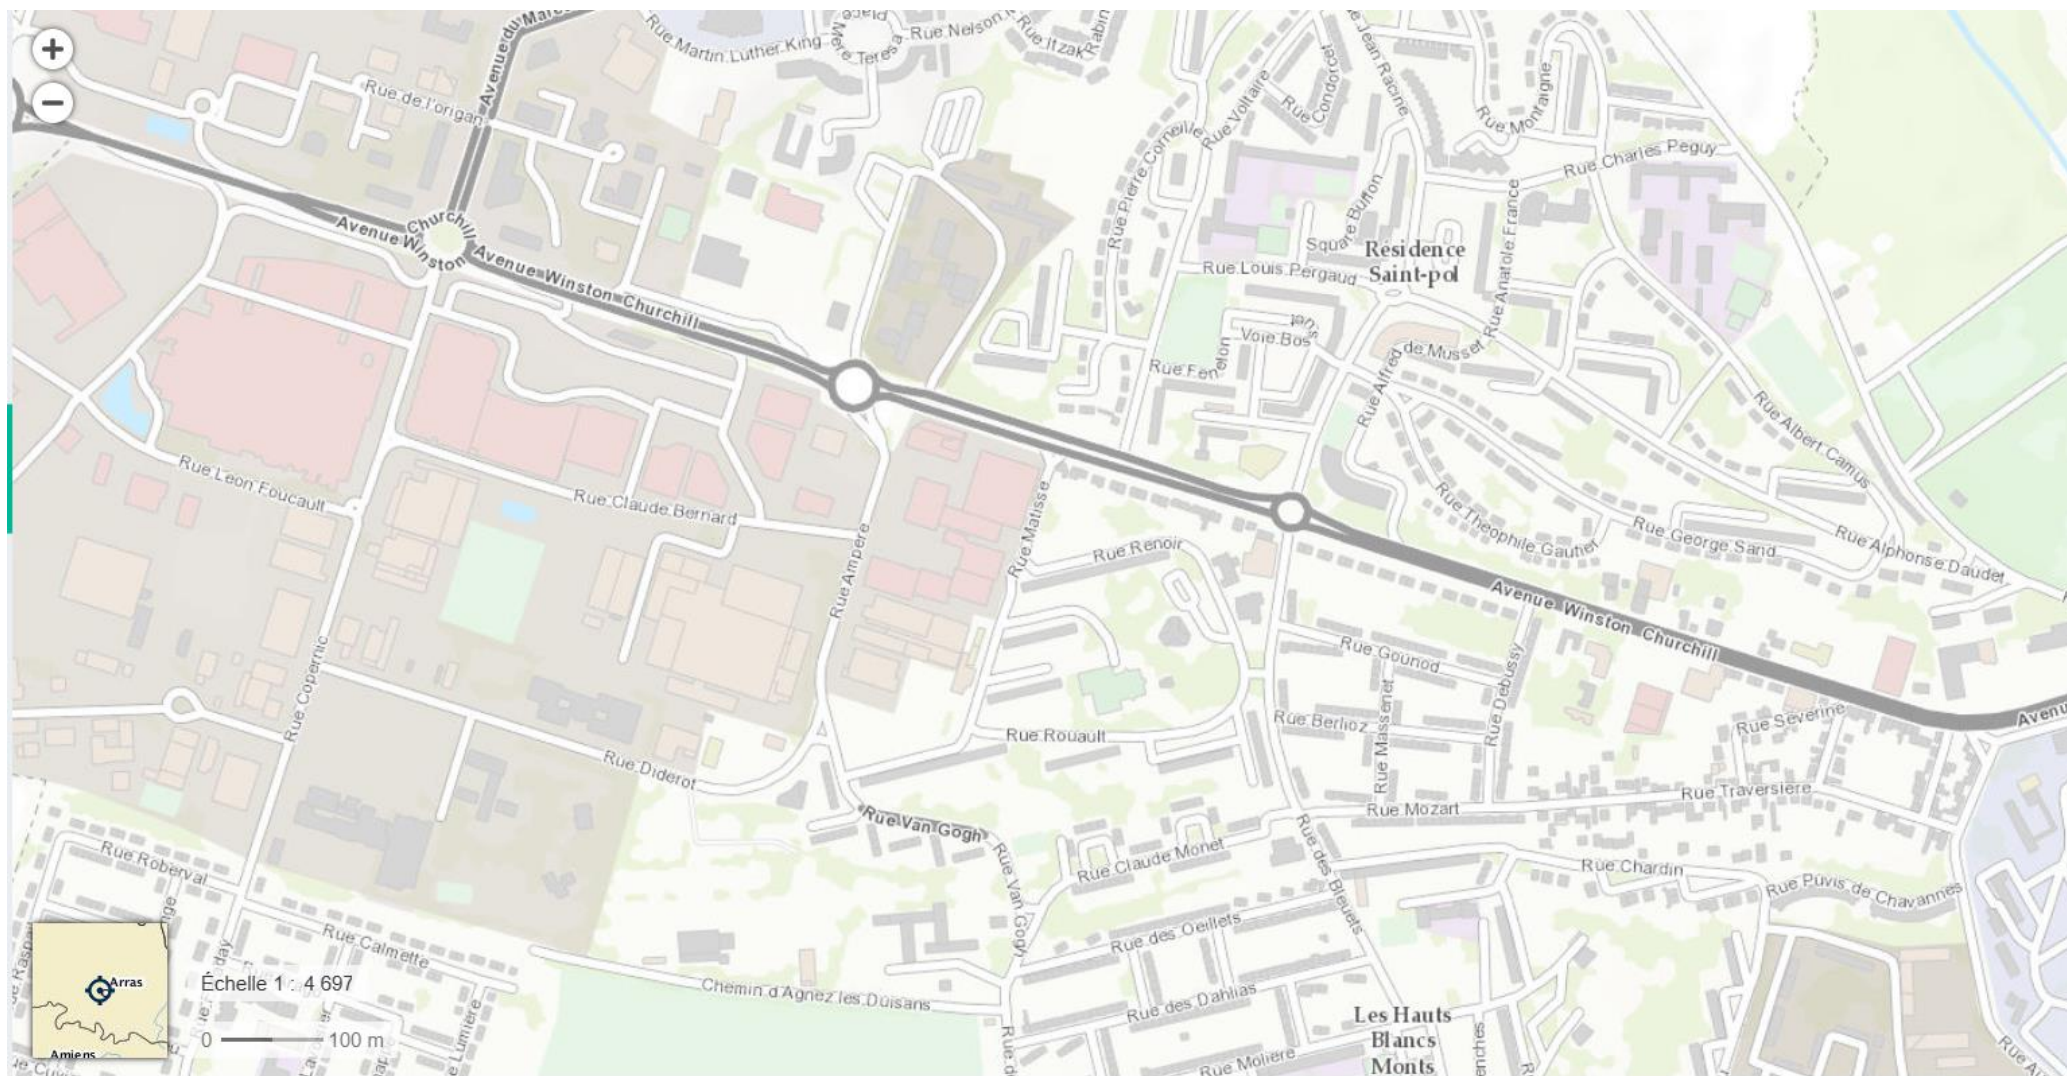 Avenue du Maréc
Rue Martin Luther King
Place
Mère Teresa
Rue Nelson
Rue Itzak
Rabin
Rue Jean Racine
Rue Condorcet
Rue Voltaire
Rue Montaigne
Rue de l'origan
Rue Pierre Corneille
Rue Charles Peguy
Square Buffon
Rue Anatole France
Résidence
Saint-pol
Churchill
Avenue Winston
Avenue Winston Churchill
Rue Louis Pergaud
Voie Bossuet
Rue Alfred de Musset
Rue Fenelon
Rue Albert Camus
Rue Léon Foucault
Rue Claude Bernard
Rue Matisse
Rue Ampère
Rue Théophile Gautier
Rue George Sand
Rue Alphonse Daudet
Rue Renoir
Avenue Winston Churchill
Rue Gounod
Rue Debussy
Rue Massenet
Rue Berlioz
Rue Copernic
Rue Rouault
Rue Séverine
Avenu
Rue Diderot
Rue Mozart
Rue Traversière
Rue Van Gogh
Rue Van Gogh
Rue Claude Monet
Rue des Bleuets
Rue Chardin
Rue Puvis de Chavannes
Rue Roberval
Rue Calmette
Rue des Oeillets
Chemin d'Agnez les Duisans
Rue des Dahlias
Rue Molière
Les Hauts
Blancs
Monts
Lumière
Arras
Amiens
Échelle 1 : 4 697
0 100 m